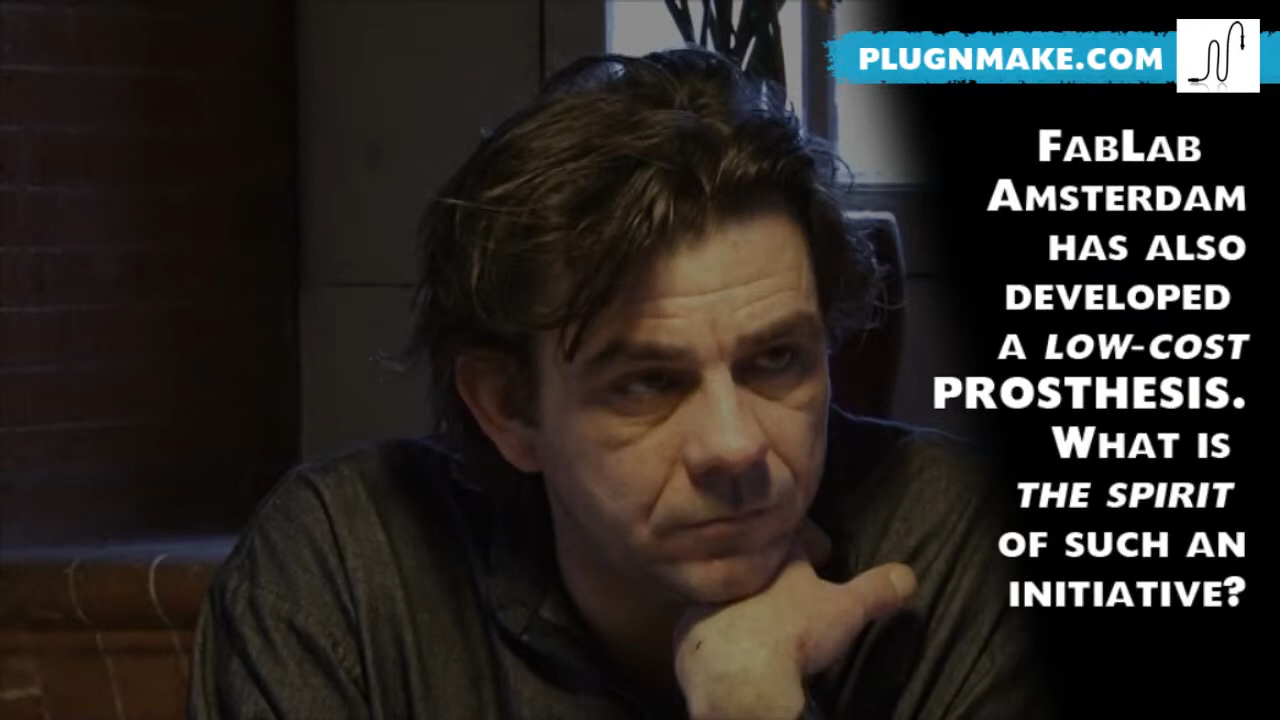 PLUGNMAKE.COM
FABLAB
AMSTERDAM
HAS ALSO
DEVELOPED
A LOW-COST
PROSTHESIS.
WHAT IS
THE SPIRIT
OF SUCH AN
INITIATIVE?